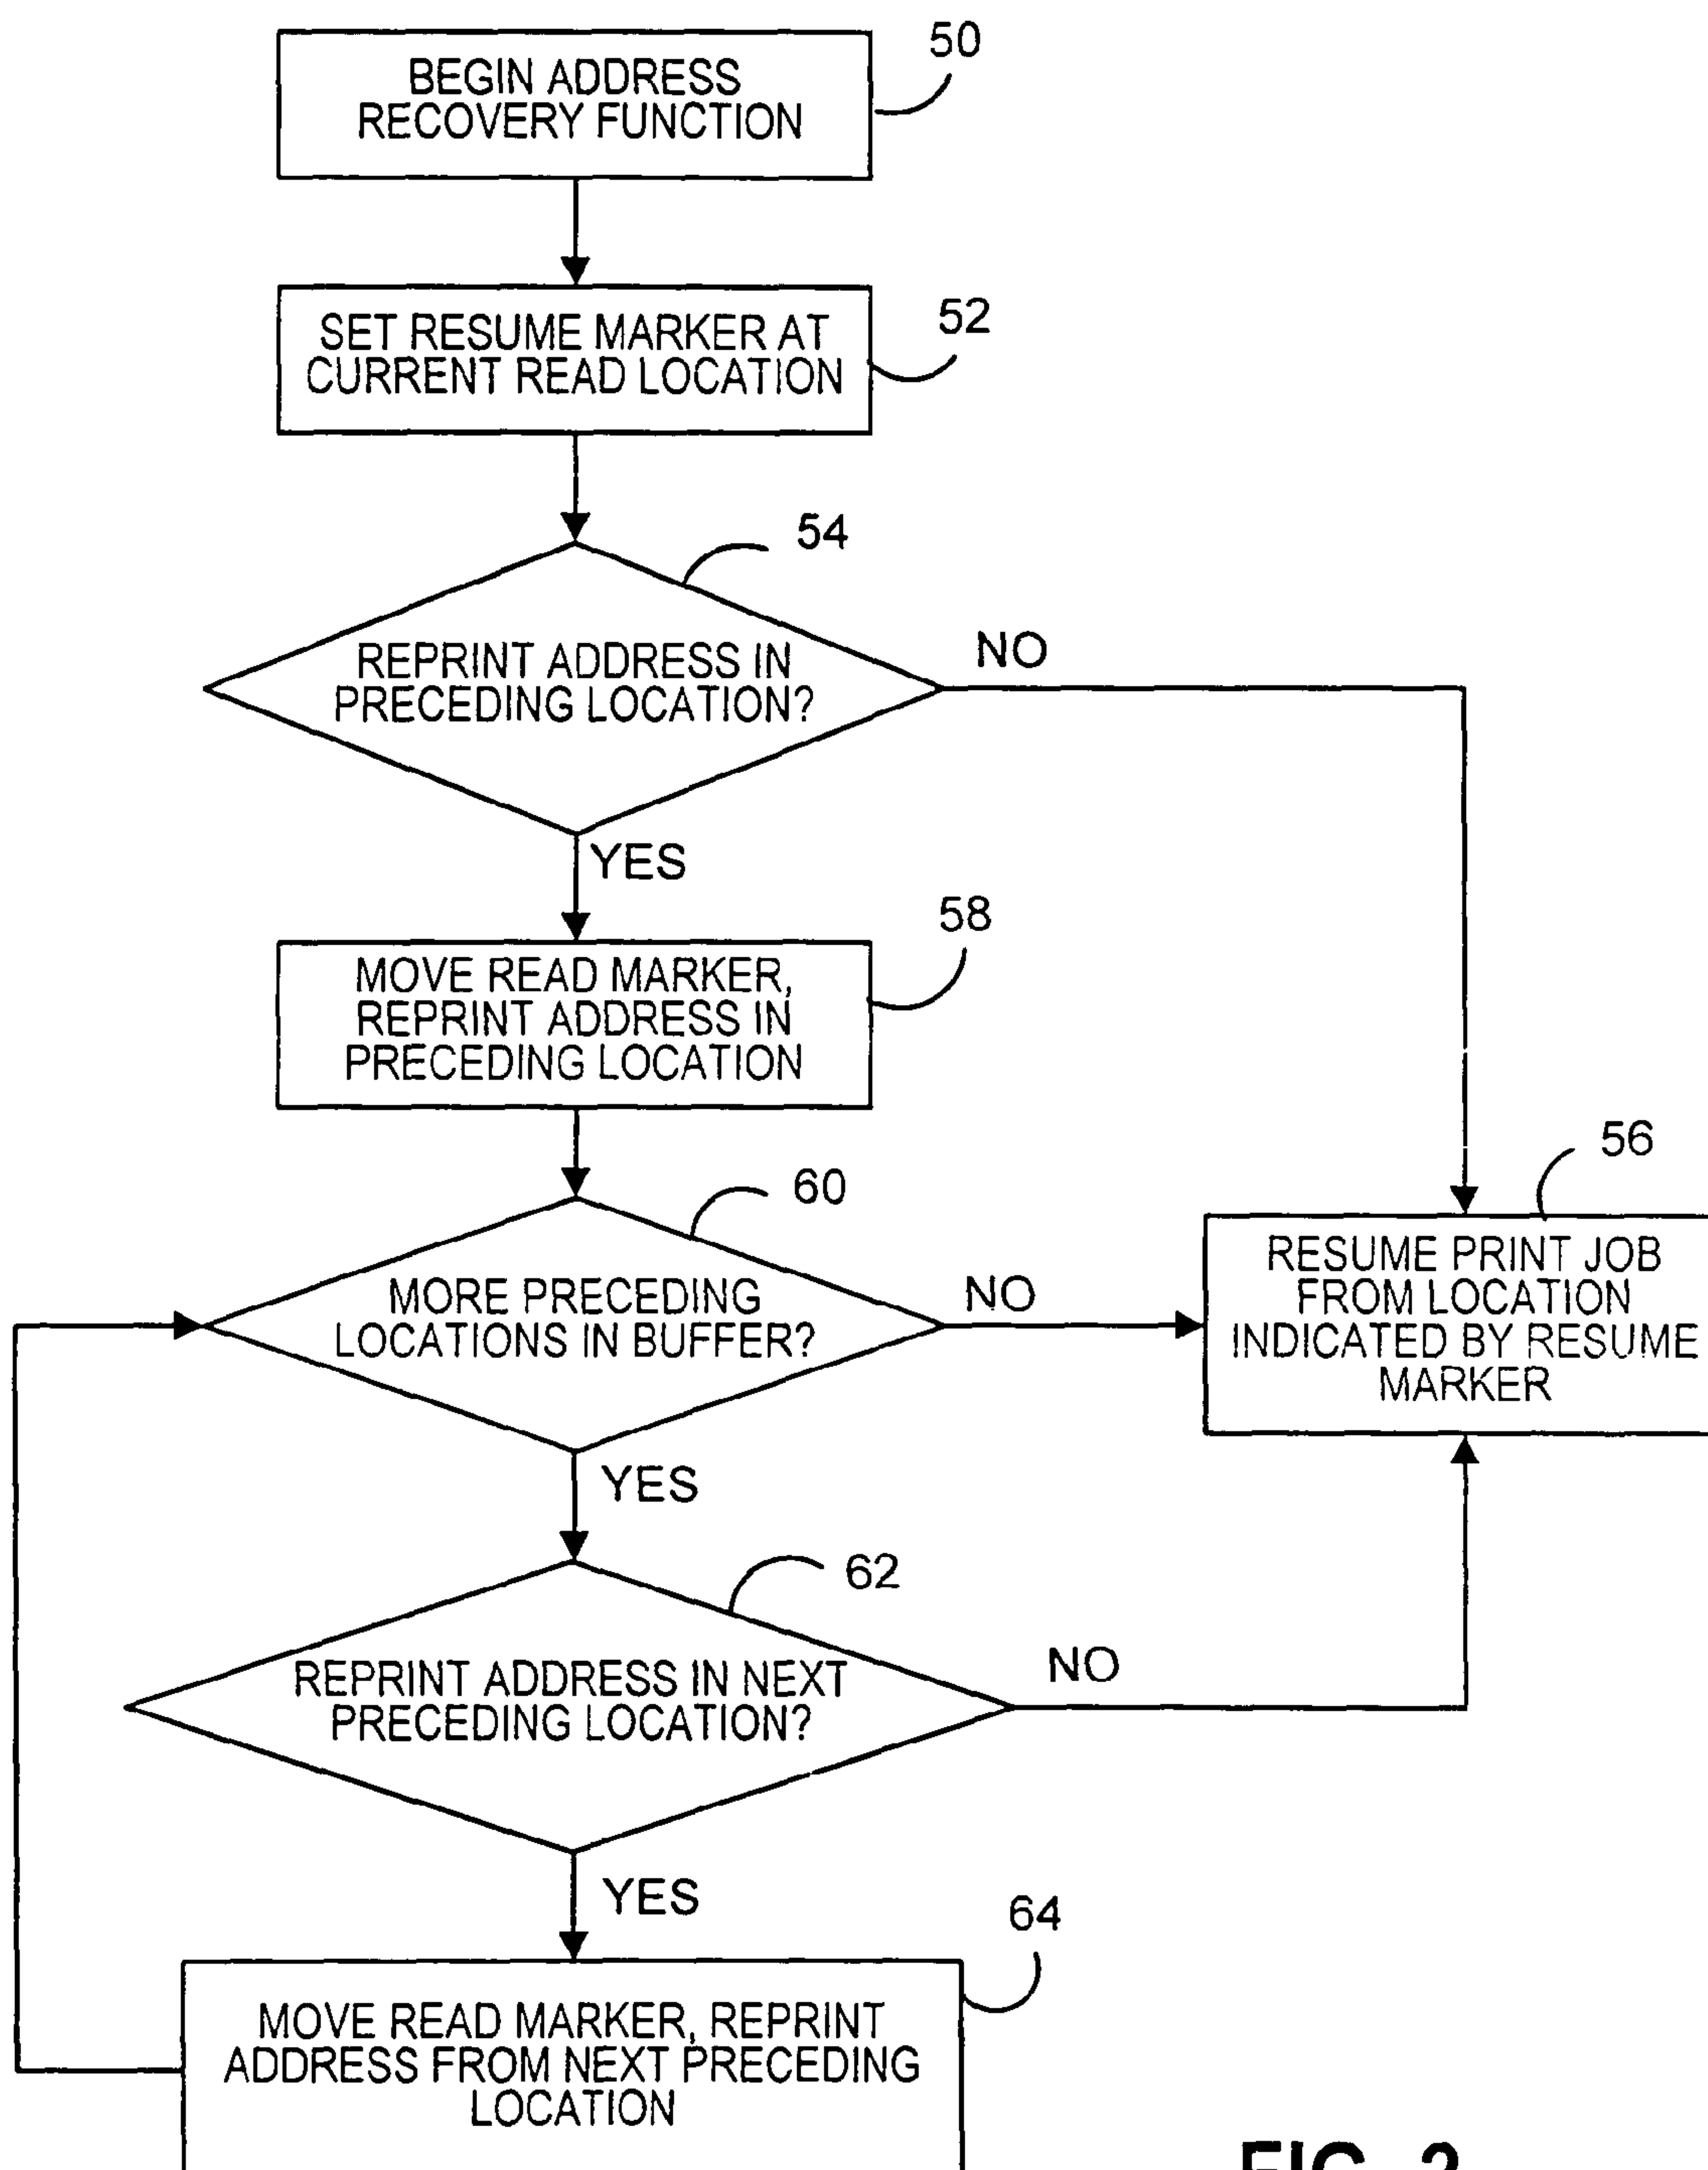 BEGIN ADDRESS
RECOVERY FUNCTION
50
SET RESUME MARKER AT
CURRENT READ LOCATION
52
54
REPRINT ADDRESS IN
PRECEDING LOCATION?
NO
YES
58
MOVE READ MARKER,
REPRINT ADDRESS IN
PRECEDING LOCATION
60
MORE PRECEDING
LOCATIONS IN BUFFER?
NO
56
RESUME PRINT JOB
FROM LOCATION
INDICATED BY RESUME
MARKER
YES
62
REPRINT ADDRESS IN NEXT
PRECEDING LOCATION?
NO
YES
64
MOVE READ MARKER, REPRINT
ADDRESS FROM NEXT PRECEDING
LOCATION